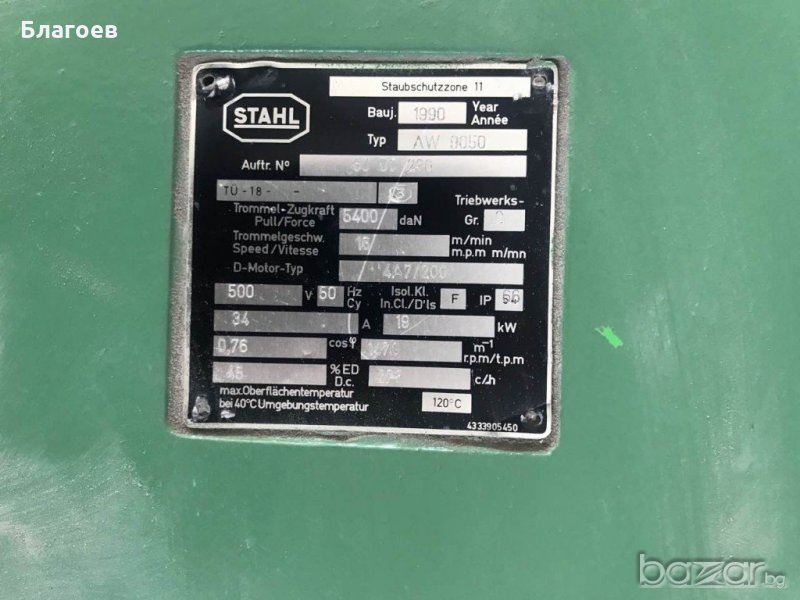 Благоев
Staubschutzzone 11
STAHL
Bauj. 1990 Year
Année
Typ AW 9050
Auftr. Nº
TÜ-18- -
Trommel-Zugkraft
Pull/Force 5400 daN
Triebwerks-
Gr.
Trommelgeschw.
Speed/Vitesse 16 m/min
m.p.m m/mn
D-Motor-Typ
500 V 50 Hz
Cy
Isol.Kl.
In.Cl./D'Is F IP
34 A 19 kW
0,76 cos φ m⁻¹
r.p.m/t.p.m
45 %ED
D.c. c/h
max.Oberflächentemperatur
bei 40°C Umgebungstemperatur 120°C
4333905450
bazar.bg